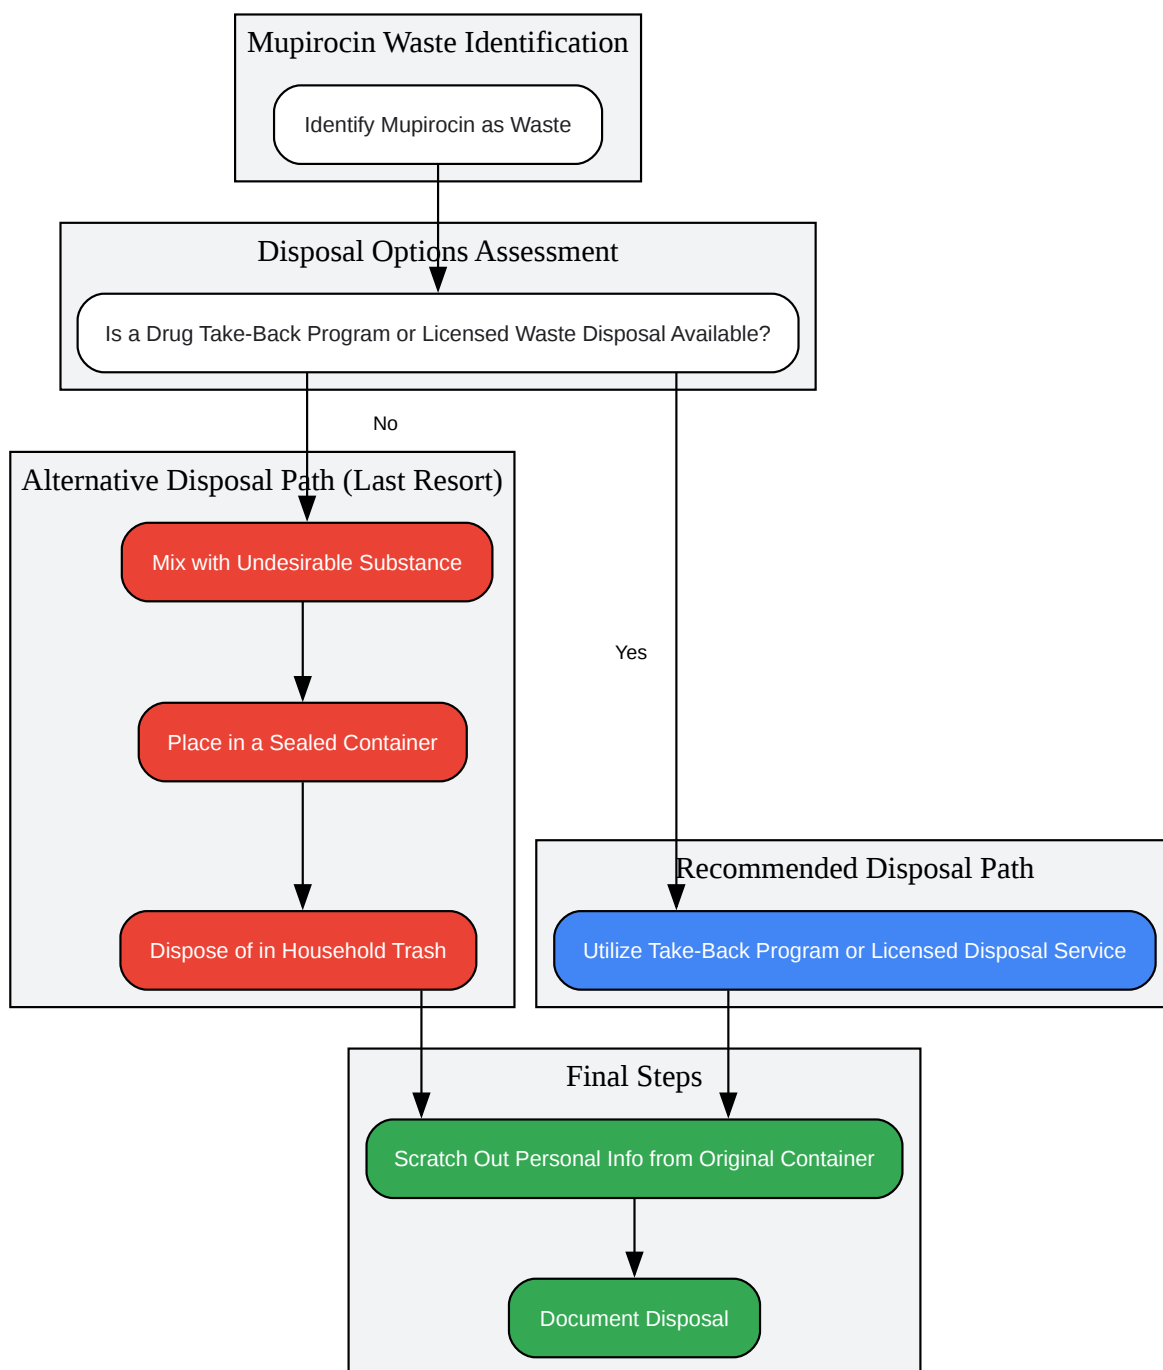 Mupirocin Waste Identification
Identify Mupirocin as Waste
Disposal Options Assessment
Is a Drug Take-Back Program or Licensed Waste Disposal Available?
No
Alternative Disposal Path (Last Resort)
Mix with Undesirable Substance
Yes
Place in a Sealed Container
Dispose of in Household Trash
Recommended Disposal Path
Utilize Take-Back Program or Licensed Disposal Service
Final Steps
Scratch Out Personal Info from Original Container
Document Disposal